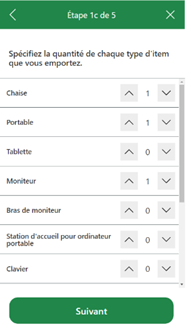 Étape 1c de 5
Spécifiez la quantité de chaque type d'item
que vous emportez.
Chaise 1
Portable 1
Tablette 0
Moniteur 1
Bras de moniteur 0
Station d'accueil pour ordinateur
portable 0
Clavier 0
Suivant